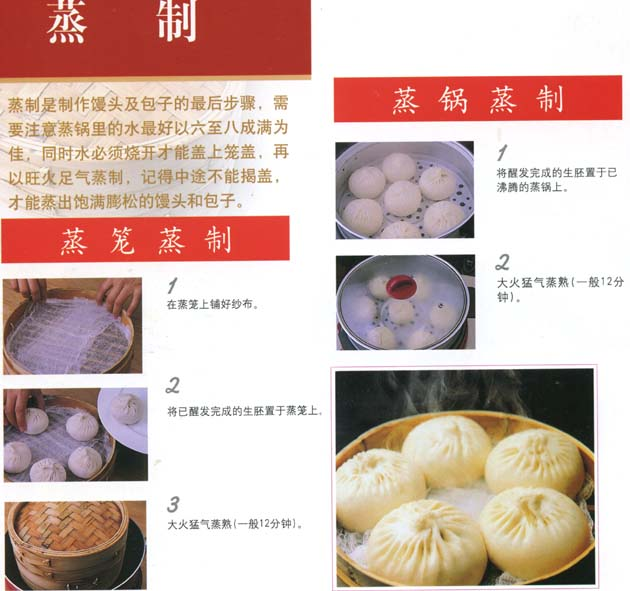 蒸制
蒸制是制作馒头及包子的最后步骤，需
要注意蒸锅里的水最好以六至八成满为
佳，同时水必须烧开才能盖上笼盖，再
以旺火足气蒸制，记得中途不能揭盖，
才能蒸出饱满膨松的馒头和包子。
蒸笼蒸制
1
在蒸笼上铺好纱布。
2
将已醒发完成的生胚置于蒸笼上。
3
大火猛气蒸熟(一般12分钟)。
蒸锅蒸制
1
将醒发完成的生胚置于已
沸腾的蒸锅上。
2
大火猛气蒸熟(一般12分
钟)。